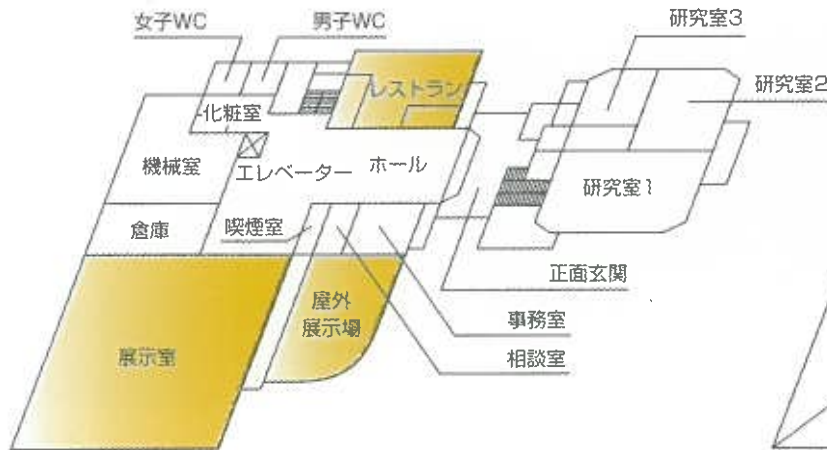 女子WC
男子WC
研究室3
レストラン
研究室2
化粧室
機械室
エレベーター
ホール
研究室1
倉庫
喫煙室
正面玄関
屋外
展示場
事務室
展示室
相談室